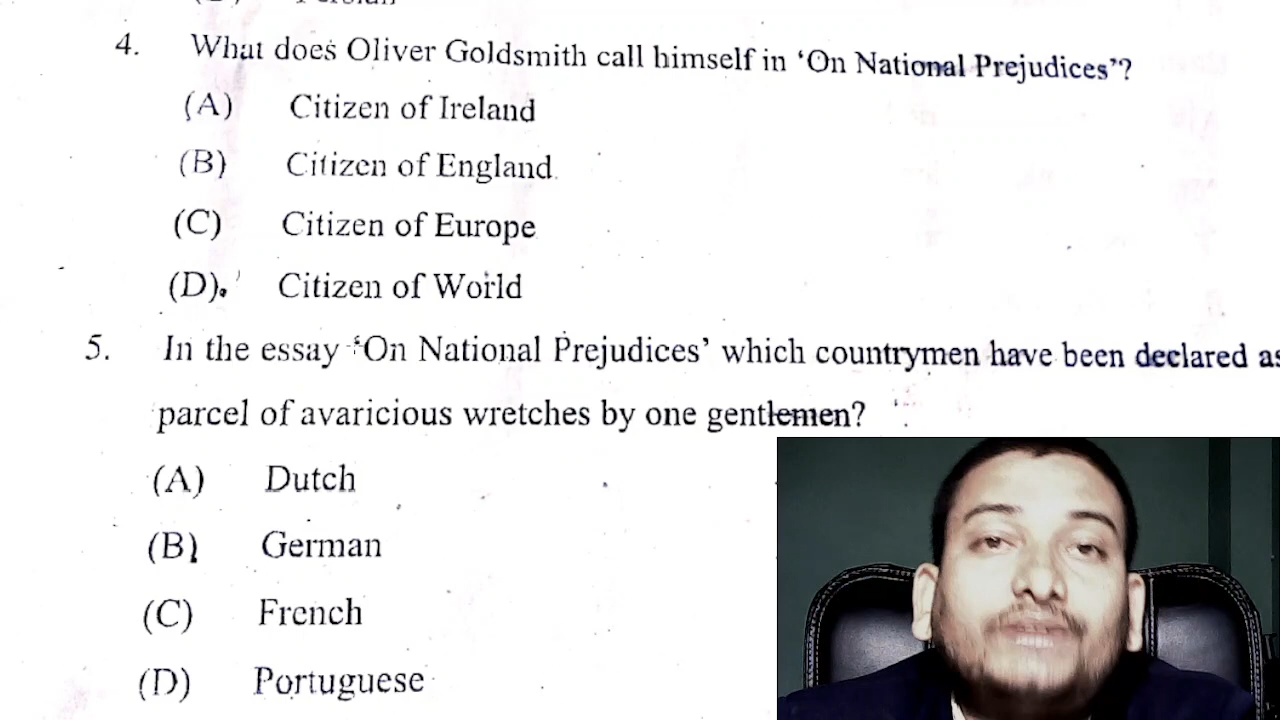 4. What does Oliver Goldsmith call himself in ‘On National Prejudices’?
(A) Citizen of Ireland
(B) Citizen of England
(C) Citizen of Europe
(D). Citizen of World
5. In the essay ‘On National Prejudices’ which countrymen have been declared as
parcel of avaricious wretches by one gentlemen?
(A) Dutch
(B) German
(C) French
(D) Portuguese